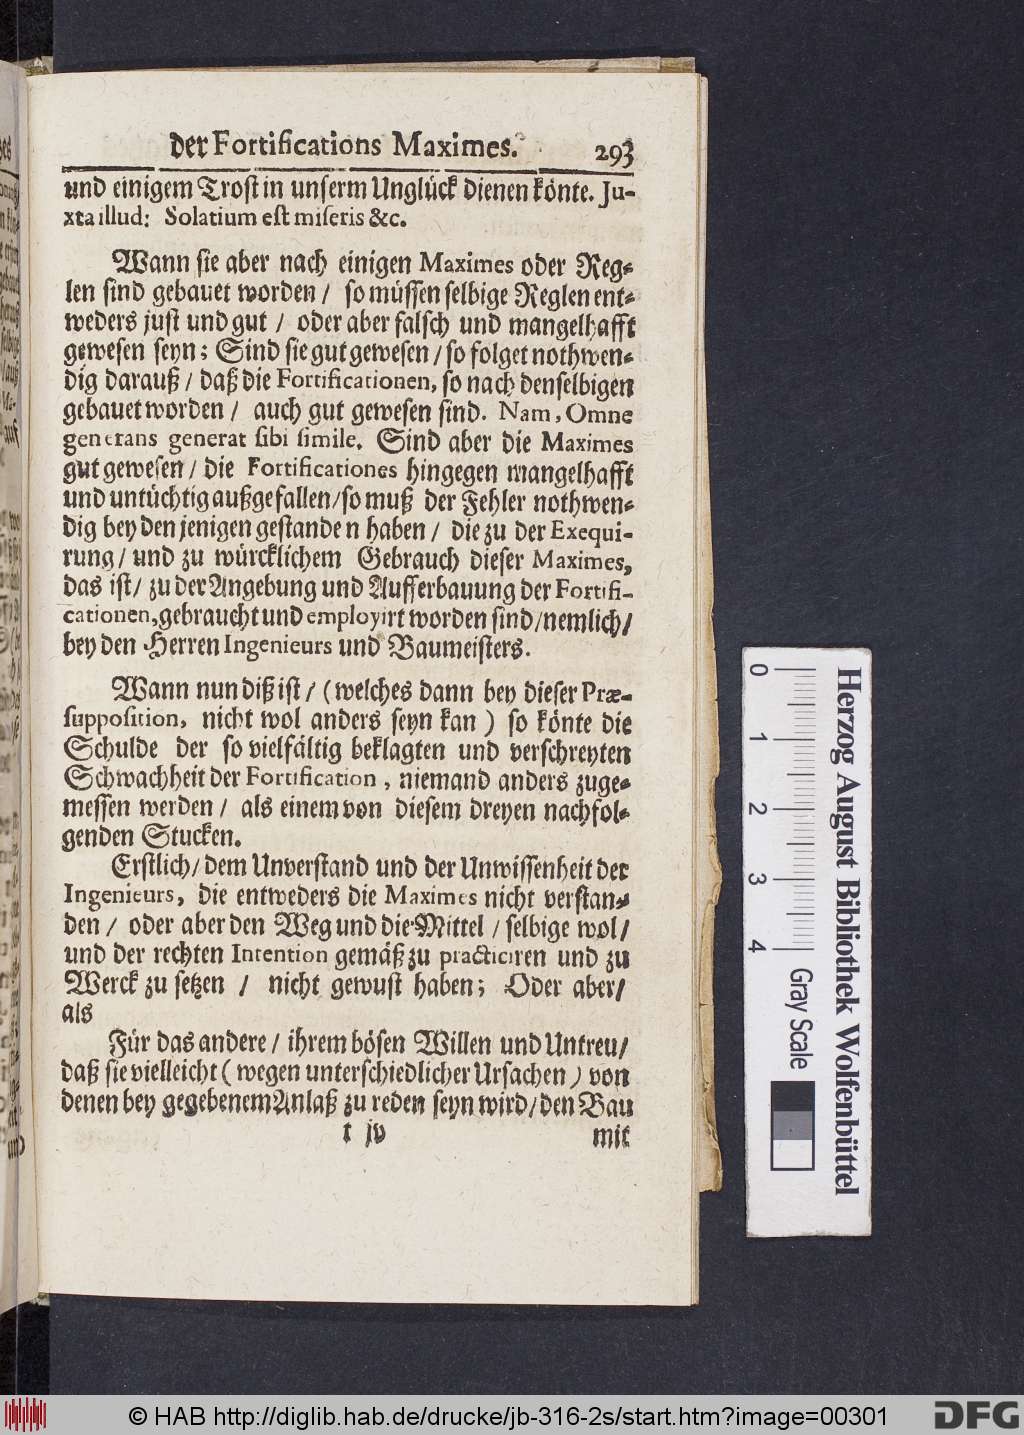 der Fortifications Maximes. 293
und einigem Trost in unserm Unglück dienen könte. Ju-
xta illud: Solatium est miseris &c.
Wann sie aber nach einigen Maximes oder Reg-
len sind gebauet worden / so müssen selbige Reglen ent-
weders just und gut / oder aber falsch und mangelhafft
gewesen seyn; Sind sie gut gewesen / so folget nothwen-
dig darauß / daß die Fortificationen, so nach denselbigen
gebauet worden / auch gut gewesen sind. Nam, Omne
generans generat sibi simile. Sind aber die Maximes
gut gewesen / die Fortificationes hingegen mangelhafft
und untüchtig außgefallen / so muß der Fehler nothwen-
dig bey den jenigen gestanden haben / die zu der Exequi-
rung / und zu würcklichem Gebrauch dieser Maximes,
das ist / zu der Angebung und Aufferbauung der Fortifi-
cationen, gebraucht und employirt worden sind / nemlich /
bey den Herren Ingenieurs und Baumeisters.
Wann nun diß ist / (welches dann bey dieser Præ-
supposition, nicht wol anders seyn kan) so könte die
Schulde der so vielfältig beklagten und verschreyten
Schwachheit der Fortification, niemand anders zuge-
messen werden / als einem von diesem dreyen nachfol-
genden Stucken.
Erstlich / dem Unverstand und der Unwissenheit der
Ingenieurs, die entweders die Maximes nicht verstan-
den / oder aber den Weg und die Mittel / selbige wol /
und der rechten Intention gemäß zu practiciren und zu
Werck zu setzen / nicht gewust haben; Oder aber /
als
Für das andere / ihrem bösen Willen und Untreu /
daß sie vielleicht (wegen unterschiedlicher Ursachen) von
denen bey gegebenem Anlaß zu reden seyn wird / den Bau
t jv mit
0 1 2 3 4
Gray Scale
Herzog August Bibliothek Wolfenbüttel
© HAB http://diglib.hab.de/drucke/jb-316-2s/start.htm?image=00301
DFG